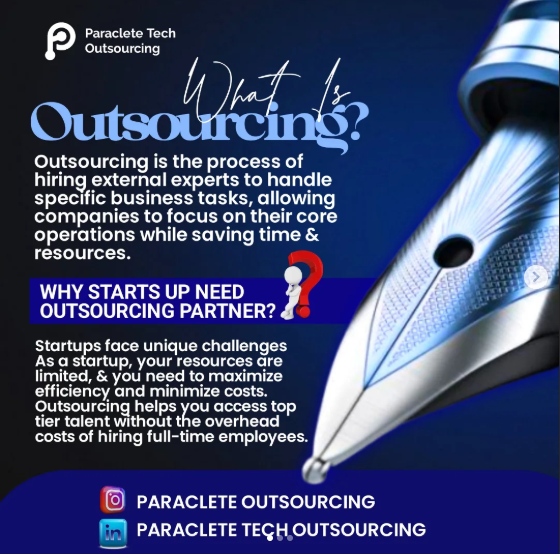 Paraclete Tech
Outsourcing
What Is
Outsourcing?
Outsourcing is the process of
hiring external experts to handle
specific business tasks, allowing
companies to focus on their core
operations while saving time &
resources.
WHY STARTS UP NEED
OUTSOURCING PARTNER?
Startups face unique challenges
As a startup, your resources are
limited, & you need to maximize
efficiency and minimize costs.
Outsourcing helps you access top
tier talent without the overhead
costs of hiring full-time employees.
PARACLETE OUTSOURCING
in PARACLETE TECH OUTSOURCING